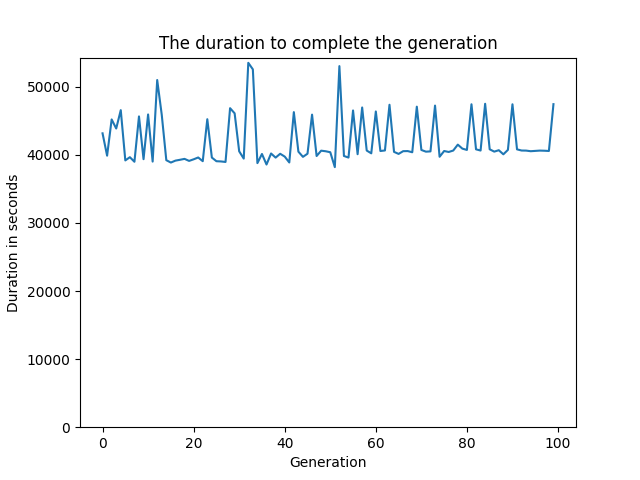 The duration to complete the generation
Duration in seconds
50000
40000
30000
20000
10000
0
0 20 40 60 80 100
Generation